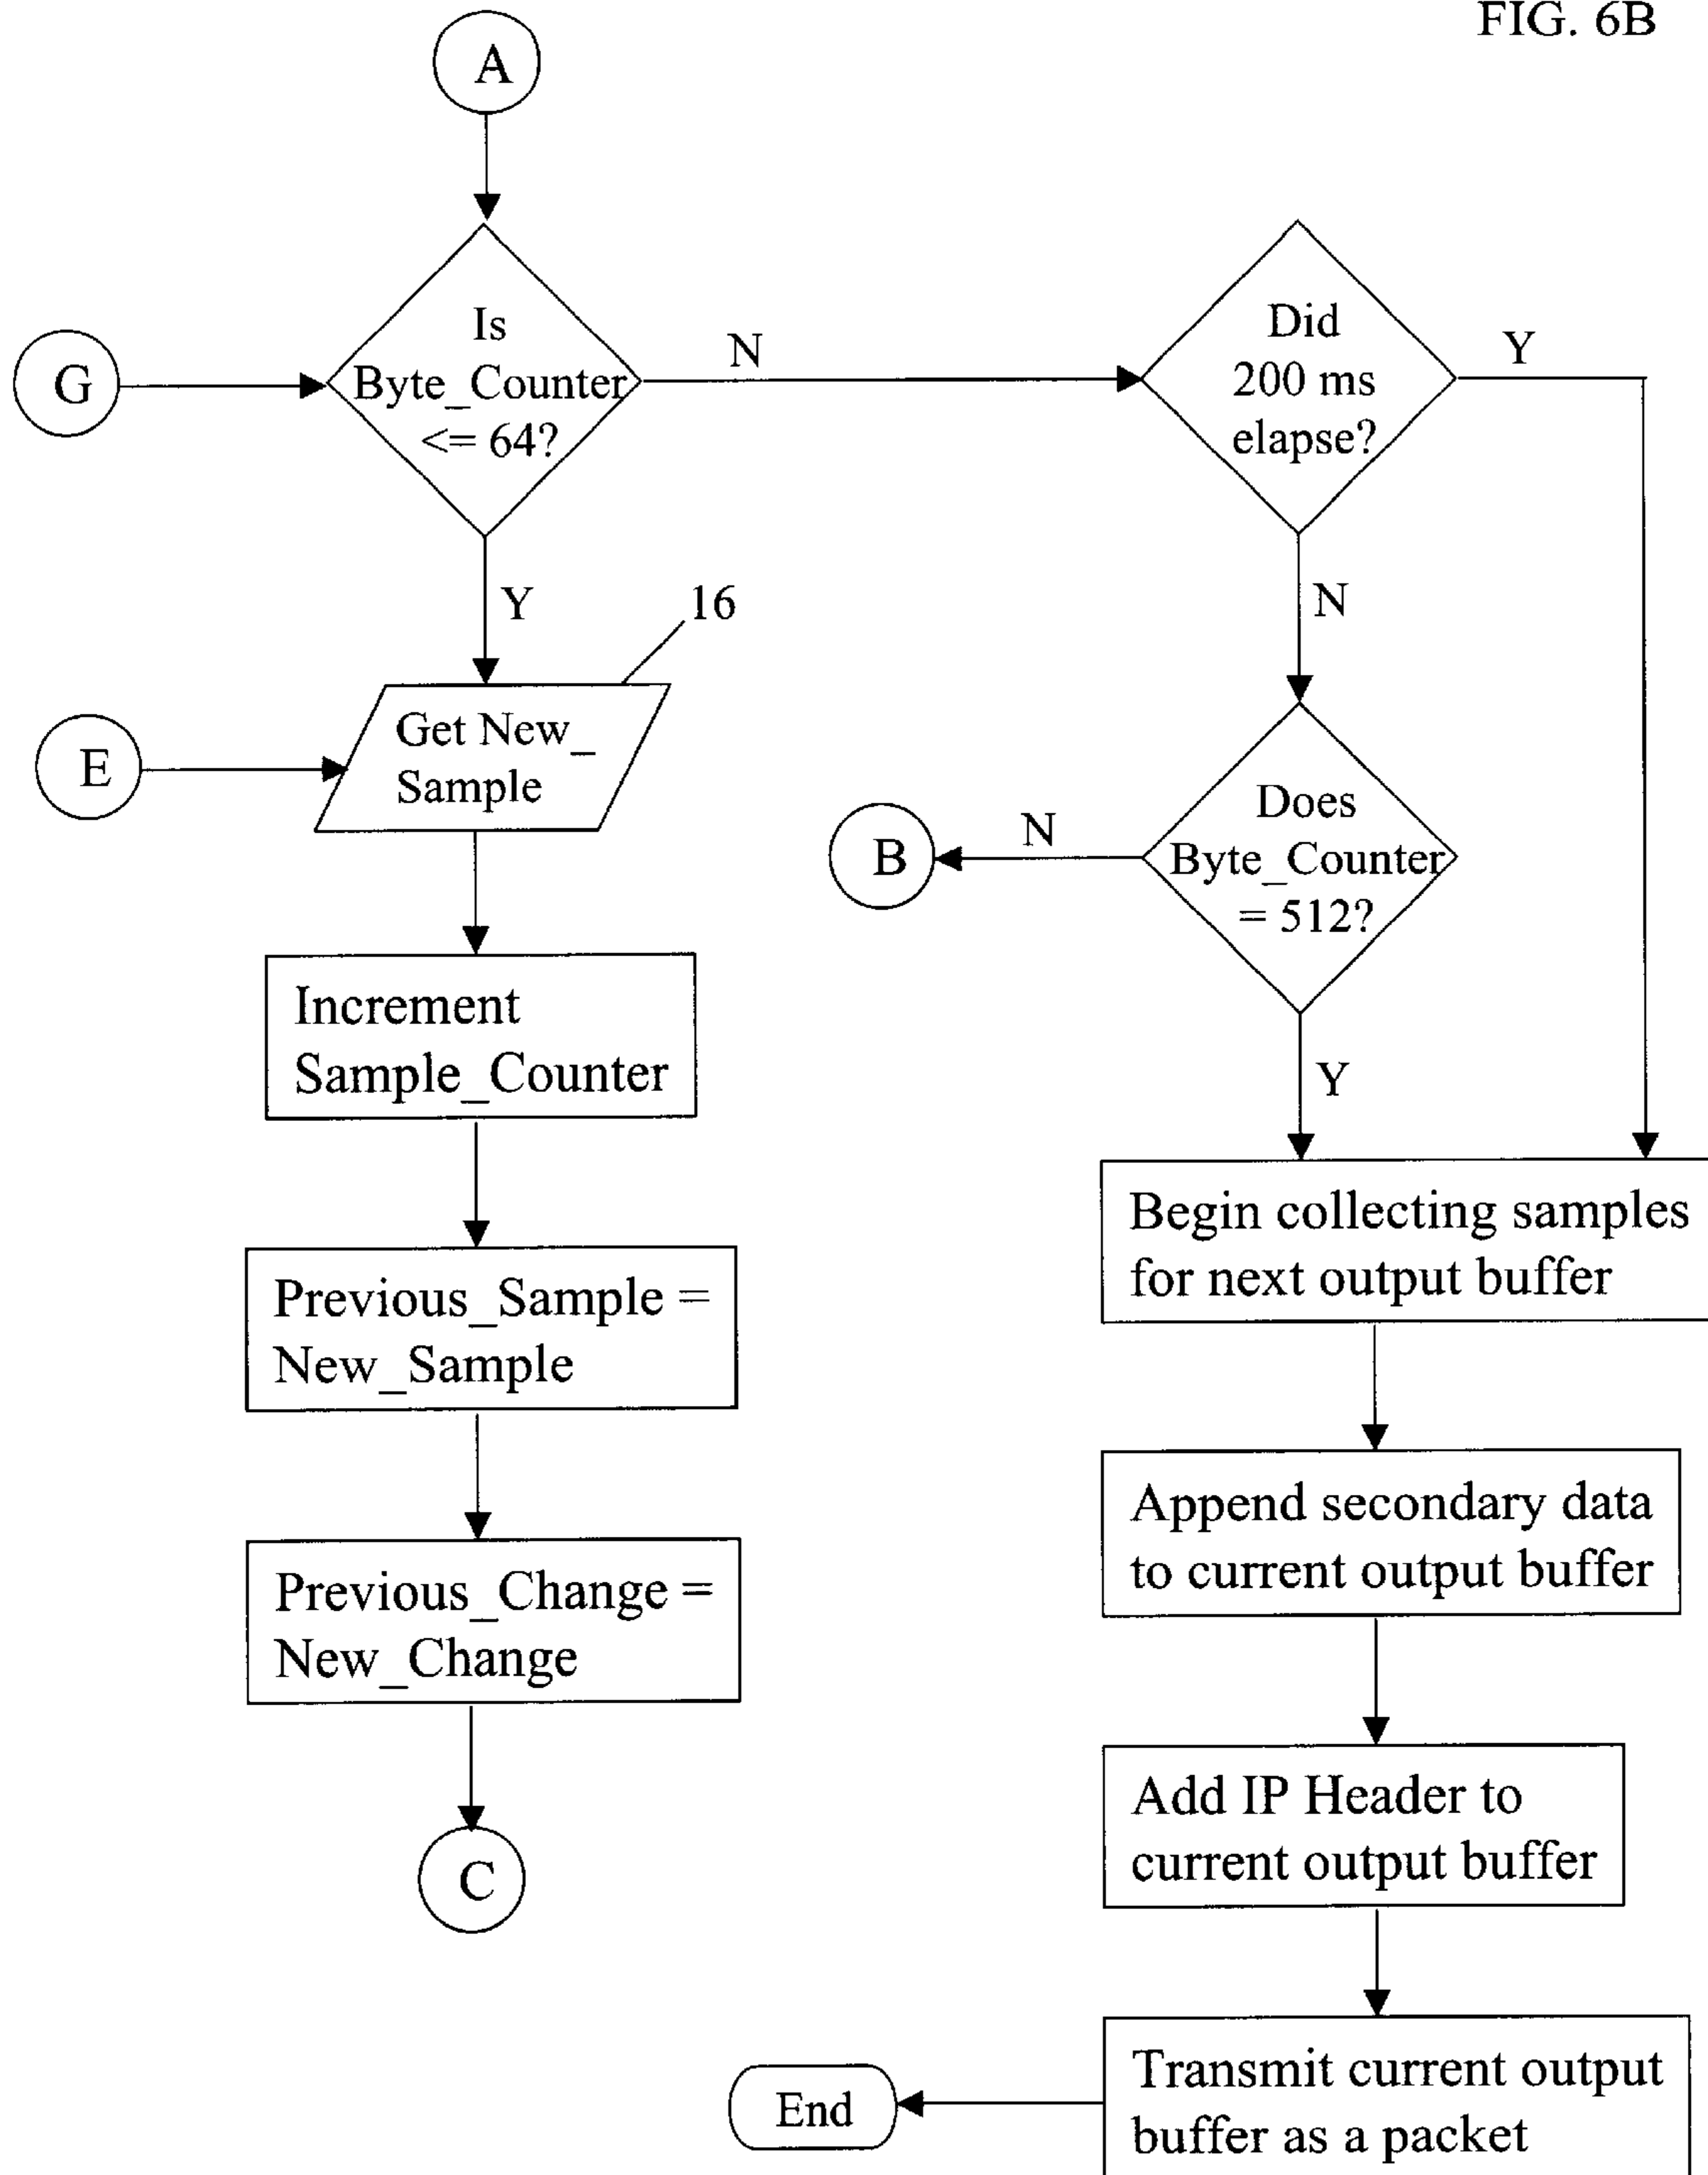 FIG. 6B
A
G
Is
Byte_Counter
<= 64?
N
Did
200 ms
elapse?
Y
Y
16
N
E
Get New_
Sample
Does
Byte_Counter
= 512?
N
B
Increment
Sample_Counter
Y
Previous_Sample =
New_Sample
Begin collecting samples
for next output buffer
Previous_Change =
New_Change
Append secondary data
to current output buffer
C
Add IP Header to
current output buffer
Transmit current output
buffer as a packet
End